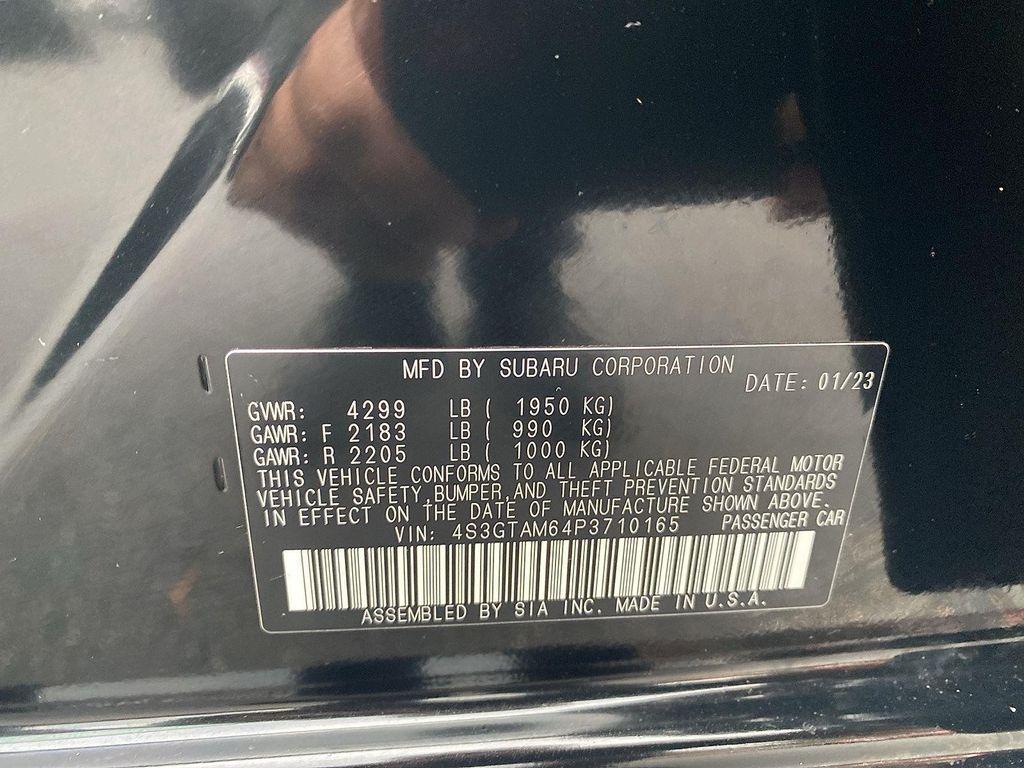 MFD BY SUBARU CORPORATION
DATE: 01/23
GVWR: 4299 LB ( 1950 KG)
GAWR: F 2183 LB ( 990 KG)
GAWR: R 2205 LB ( 1000 KG)
THIS VEHICLE CONFORMS TO ALL APPLICABLE FEDERAL MOTOR
VEHICLE SAFETY,BUMPER,AND THEFT PREVENTION STANDARDS
IN EFFECT ON THE DATE OF MANUFACTURE SHOWN ABOVE.
VIN: 4S3GTAM64P3710165 PASSENGER CAR
ASSEMBLED BY SIA INC. MADE IN U.S.A.